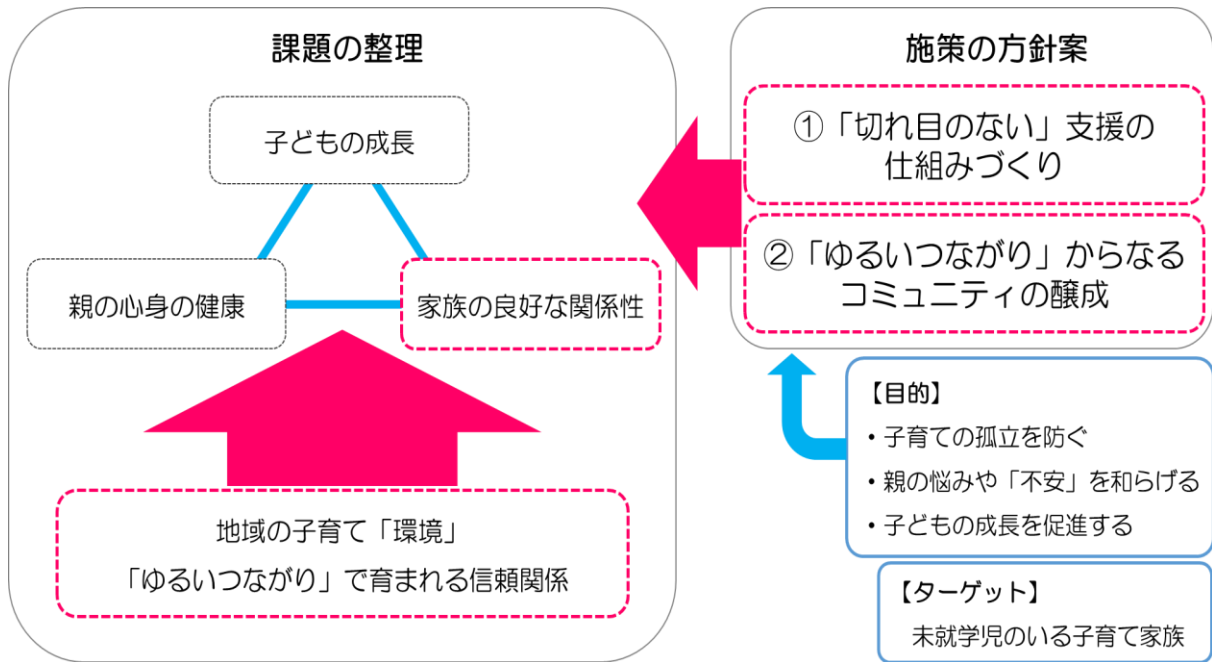 課題の整理
子どもの成長
親の心身の健康
家族の良好な関係性
地域の子育て「環境」
「ゆるいつながり」で育まれる信頼関係
施策の方針案
①「切れ目のない」支援の
仕組みづくり
②「ゆるいつながり」からなる
コミュニティの醸成
【目的】
・子育ての孤立を防ぐ
・親の悩みや「不安」を和らげる
・子どもの成長を促進する
【ターゲット】
未就学児のいる子育て家族